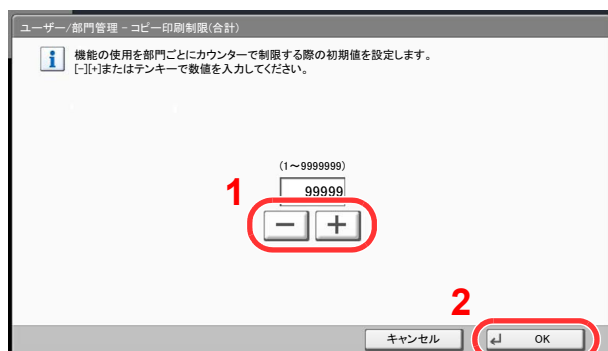 ユーザー/部門管理 - コピー印刷制限(合計)
機能の使用を部門ごとにカウンターで制限する際の初期値を設定します。
[-][+]またはテンキーで数値を入力してください。
(1～9999999)
1
99999
- +
2
キャンセル
OK